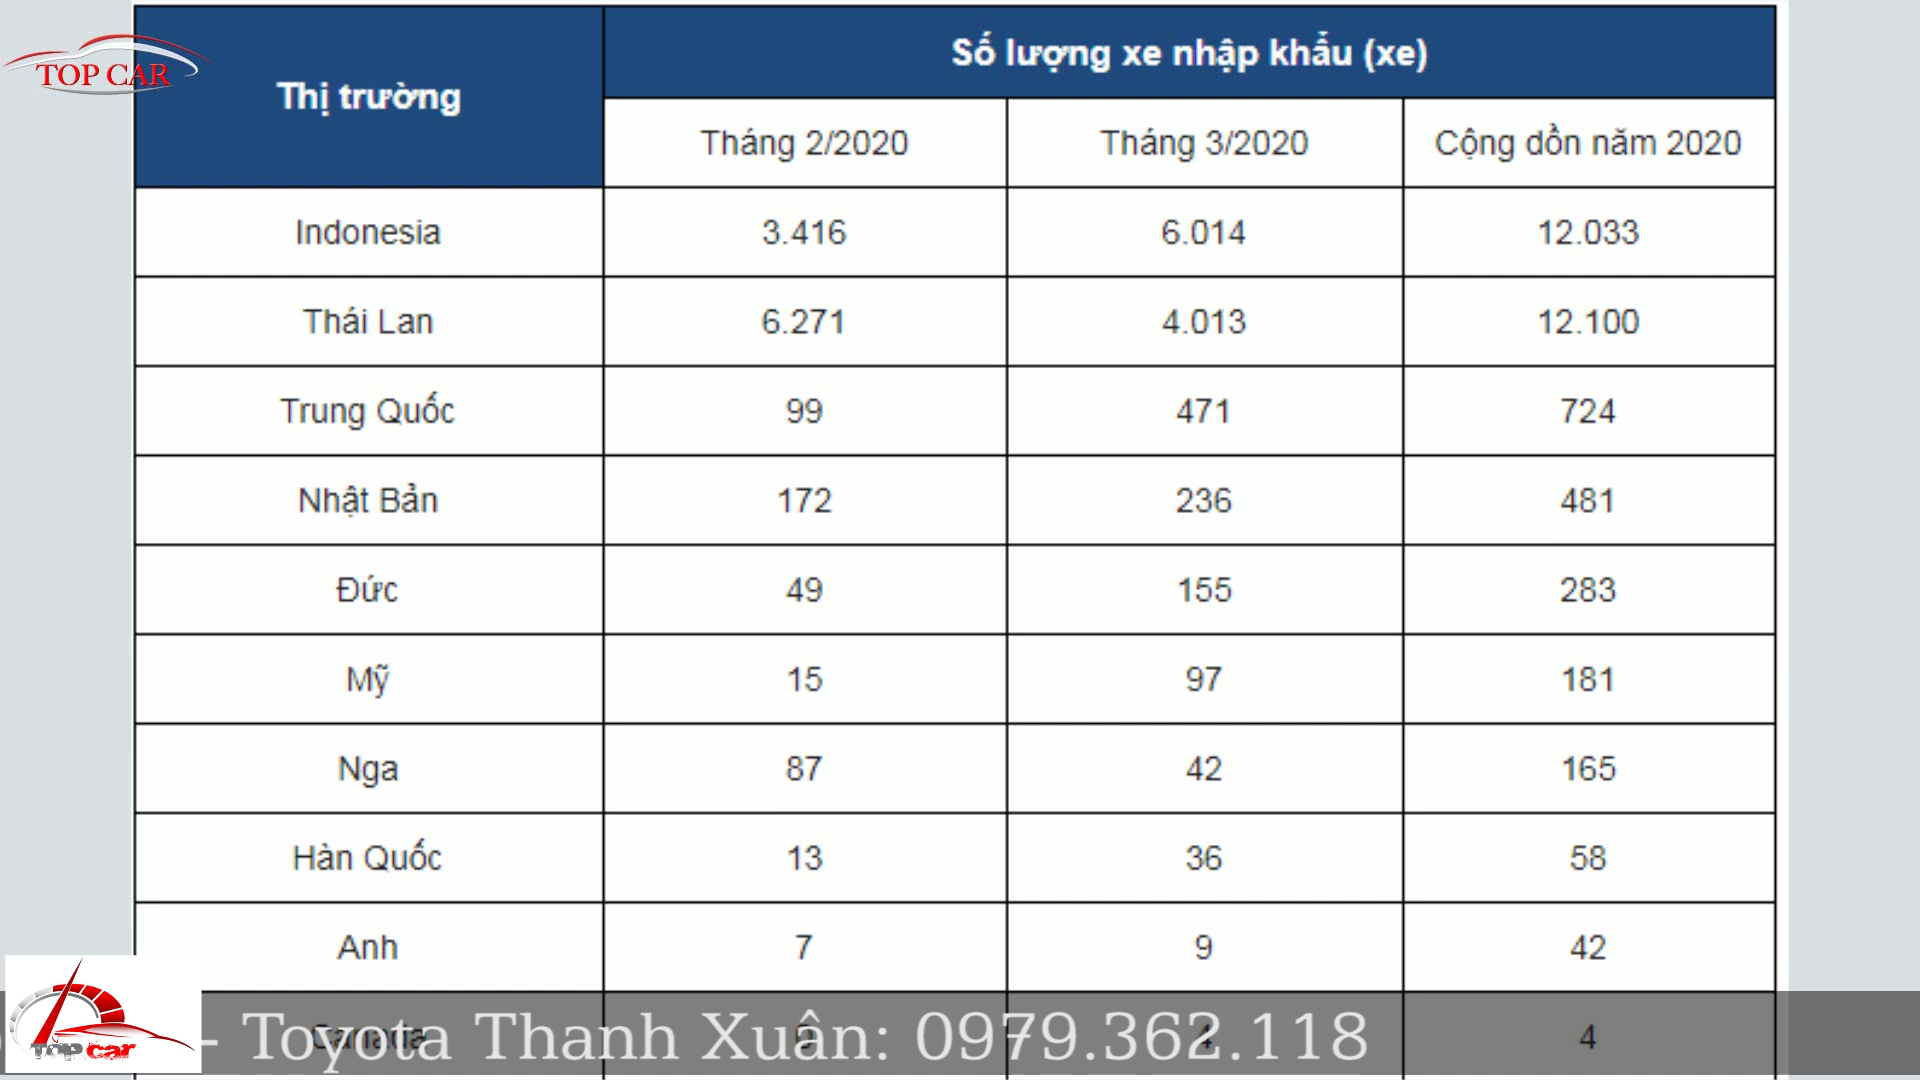 TOP CAR
Thị trường
Số lượng xe nhập khẩu (xe)
Tháng 2/2020 Tháng 3/2020 Cộng dồn năm 2020
Indonesia 3.416 6.014 12.033
Thái Lan 6.271 4.013 12.100
Trung Quốc 99 471 724
Nhật Bản 172 236 481
Đức 49 155 283
Mỹ 15 97 181
Nga 87 42 165
Hàn Quốc 13 36 58
Anh 7 9 42
Canada 0 4 4
- Toyota Thanh Xuân: 0979.362.118
TOP car